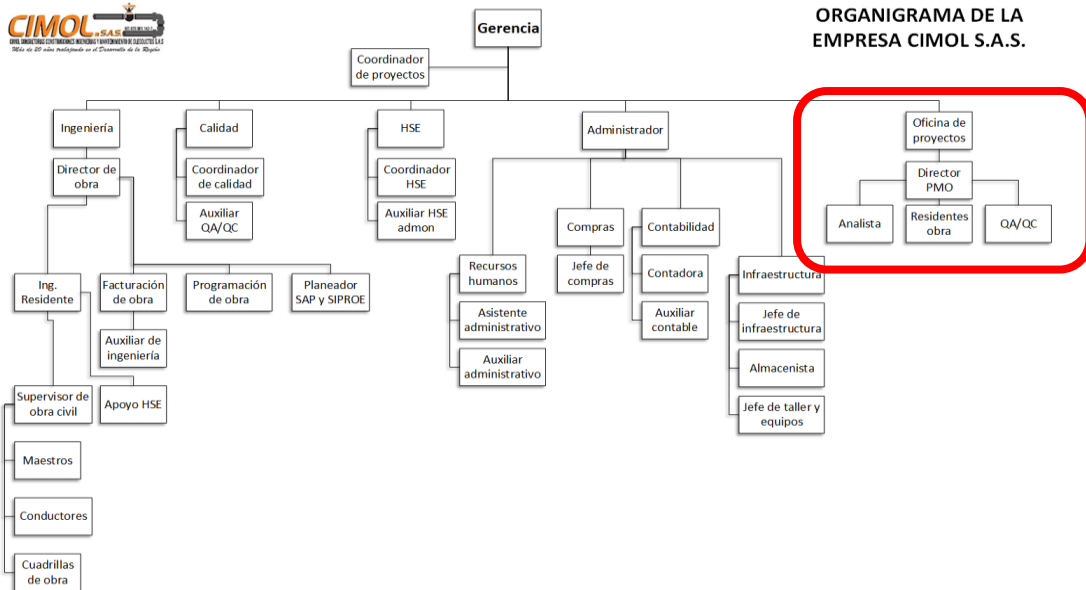 CIMOL S.A.S.
Más de 20 años trabajando en el Desarrollo de la Región
ORGANIGRAMA DE LA
EMPRESA CIMOL S.A.S.
Gerencia
Coordinador
de proyectos
Ingeniería
Calidad
HSE
Administrador
Oficina de
proyectos
Director de
obra
Coordinador
de calidad
Coordinador
HSE
Director
PMO
Auxiliar
QA/QC
Auxiliar HSE
admon
Compras
Contabilidad
Analista
Residentes
obra
QA/QC
Ing.
Residente
Facturación
de obra
Programación
de obra
Planeador
SAP y SIPROE
Recursos
humanos
Jefe de
compras
Contadora
Infraestructura
Asistente
administrativo
Auxiliar
contable
Jefe de
infraestructura
Auxiliar de
ingeniería
Auxiliar
administrativo
Almacenista
Supervisor de
obra civil
Apoyo HSE
Jefe de taller y
equipos
Maestros
Conductores
Cuadrillas
de obra